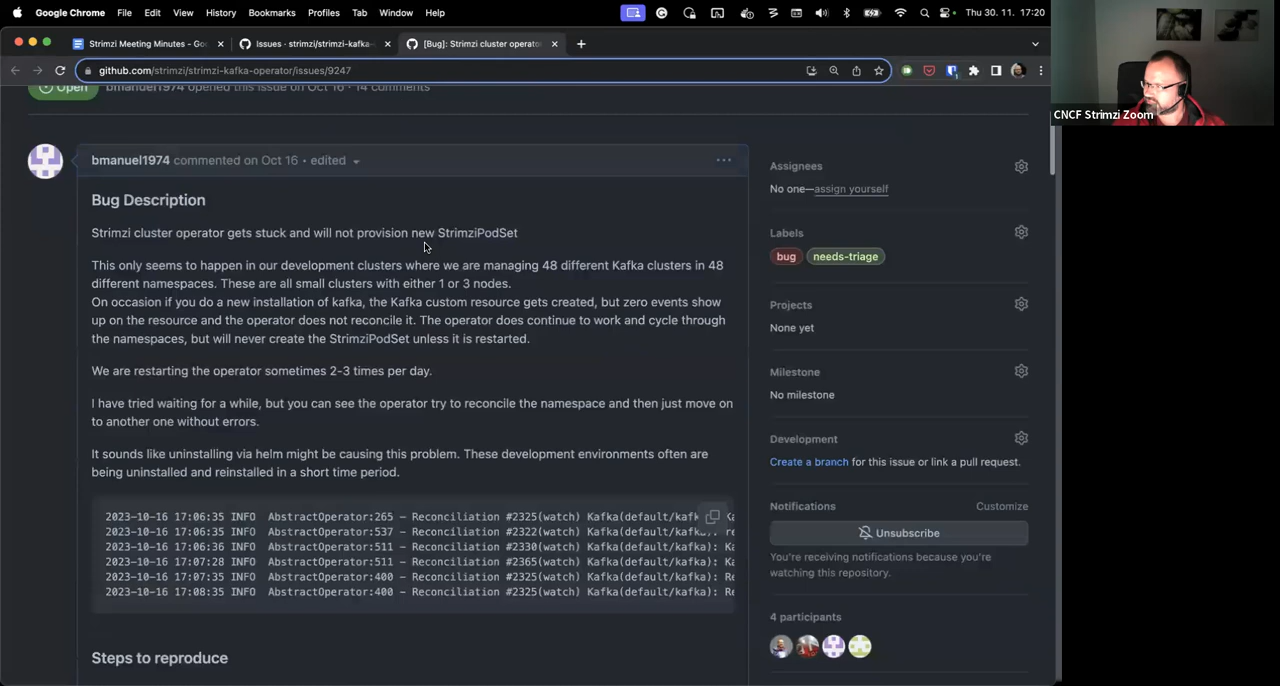 Google Chrome File Edit View History Bookmarks Profiles Tab Window Help Thu 30. 11. 17:20
Strimzi Meeting Minutes - Go Issues · strimzi/strimzi-kafka- [Bug]: Strimzi cluster operato
github.com/strimzi/strimzi-kafka-operator/issues/9247
Open bmanuel1974 opened this issue on Oct 16 · 14 comments
bmanuel1974 commented on Oct 16 · edited
Bug Description
Strimzi cluster operator gets stuck and will not provision new StrimziPodSet
This only seems to happen in our development clusters where we are managing 48 different Kafka clusters in 48
different namespaces. These are all small clusters with either 1 or 3 nodes.
On occasion if you do a new installation of kafka, the Kafka custom resource gets created, but zero events show
up on the resource and the operator does not reconcile it. The operator does continue to work and cycle through
the namespaces, but will never create the StrimziPodSet unless it is restarted.
We are restarting the operator sometimes 2-3 times per day.
I have tried waiting for a while, but you can see the operator try to reconcile the namespace and then just move on
to another one without errors.
It sounds like uninstalling via helm might be causing this problem. These development environments often are
being uninstalled and reinstalled in a short time period.
2023-10-16 17:06:35 INFO AbstractOperator:265 - Reconciliation #2325(watch) Kafka(default/kafk
2023-10-16 17:06:35 INFO AbstractOperator:537 - Reconciliation #2322(watch) Kafka(default/kafka): re
2023-10-16 17:06:36 INFO AbstractOperator:511 - Reconciliation #2330(watch) Kafka(default/kafka): Ka
2023-10-16 17:07:28 INFO AbstractOperator:511 - Reconciliation #2365(watch) Kafka(default/kafka): Ka
2023-10-16 17:07:35 INFO AbstractOperator:400 - Reconciliation #2325(watch) Kafka(default/kafka): Re
2023-10-16 17:08:35 INFO AbstractOperator:400 - Reconciliation #2325(watch) Kafka(default/kafka): Re
Steps to reproduce
Assignees
No one—assign yourself
Labels
bug needs-triage
Projects
None yet
Milestone
No milestone
Development
Create a branch for this issue or link a pull request.
Notifications Customize
Unsubscribe
You're receiving notifications because you're
watching this repository.
4 participants
CNCF Strimzi Zoom